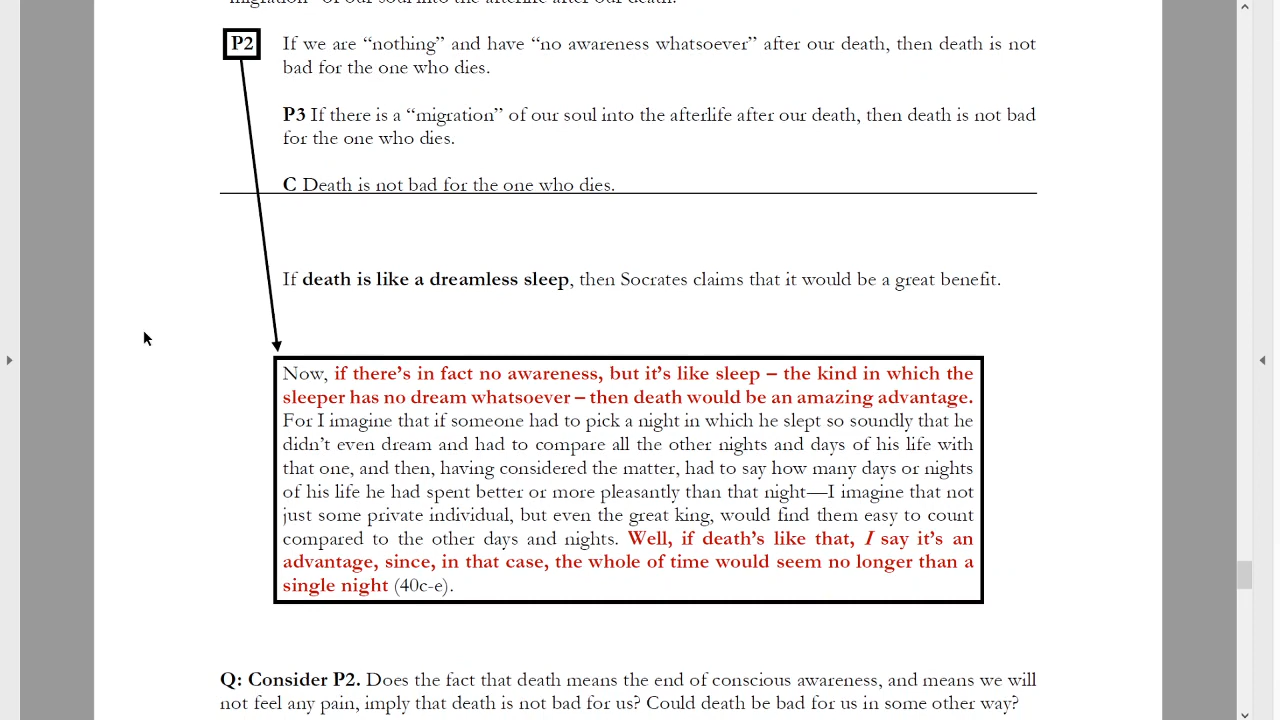 "migration" of our soul into the afterlife after our death.
P2 If we are “nothing” and have “no awareness whatsoever” after our death, then death is not
bad for the one who dies.
P3 If there is a “migration” of our soul into the afterlife after our death, then death is not bad
for the one who dies.
C Death is not bad for the one who dies.
If death is like a dreamless sleep, then Socrates claims that it would be a great benefit.
Now, if there’s in fact no awareness, but it’s like sleep – the kind in which the
sleeper has no dream whatsoever – then death would be an amazing advantage.
For I imagine that if someone had to pick a night in which he slept so soundly that he
didn’t even dream and had to compare all the other nights and days of his life with
that one, and then, having considered the matter, had to say how many days or nights
of his life he had spent better or more pleasantly than that night—I imagine that not
just some private individual, but even the great king, would find them easy to count
compared to the other days and nights. Well, if death’s like that, I say it’s an
advantage, since, in that case, the whole of time would seem no longer than a
single night (40c-e).
Q: Consider P2. Does the fact that death means the end of conscious awareness, and means we will
not feel any pain, imply that death is not bad for us? Could death be bad for us in some other way?